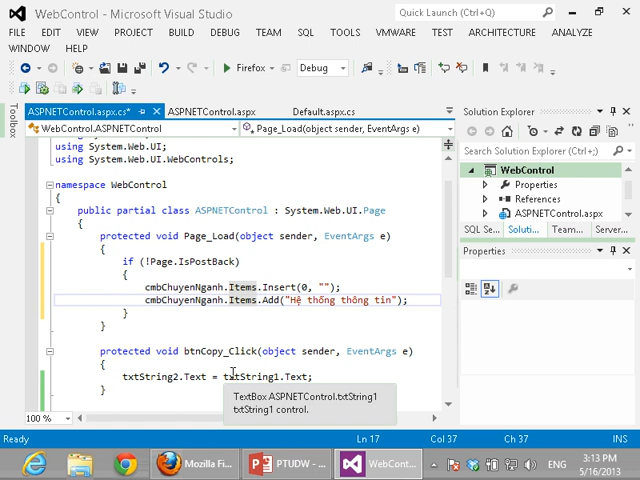 WebControl - Microsoft Visual Studio
Quick Launch (Ctrl+Q)
FILE EDIT VIEW PROJECT BUILD DEBUG TEAM SQL TOOLS VMWARE TEST ARCHITECTURE ANALYZE
WINDOW HELP
Firefox Debug
Toolbox
ASPNETControl.aspx.cs* ASPNETControl.aspx Default.aspx.cs
WebControl.ASPNETControl Page_Load(object sender, EventArgs e)
using System.Web.UI;
using System.Web.UI.WebControls;
namespace WebControl
{
public partial class ASPNETControl : System.Web.UI.Page
{
protected void Page_Load(object sender, EventArgs e)
{
if (!Page.IsPostBack)
{
cmbChuyenNganh.Items.Insert(0, "");
cmbChuyenNganh.Items.Add("Hệ thống thông tin");
}
}
protected void btnCopy_Click(object sender, EventArgs e)
{
txtString2.Text = txtString1.Text;
}
TextBox ASPNETControl.txtString1
txtString1 control.
100 %
Solution Explorer
Search Solution Explorer (Ctrl+;)
WebControl
Properties
References
ASPNETControl.aspx
SQL Se... Soluti... Team... Class...
Properties
Ready Ln 17 Col 37 Ch 37 INS
Mozilla Fi... PTUDW - ... WebCont...
ENG
3:13 PM
5/16/2013